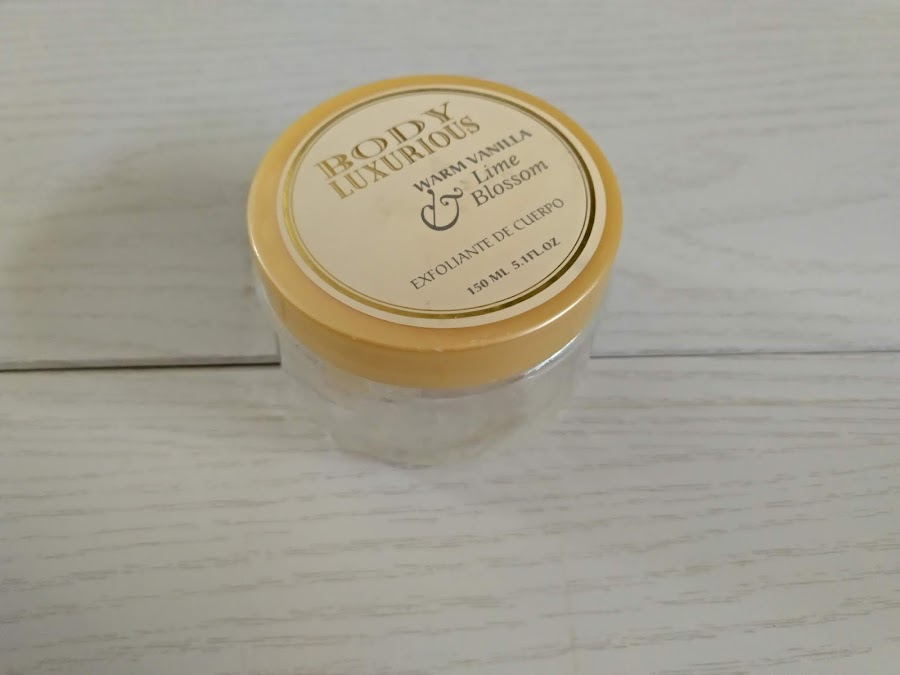 BODY
LUXURIOUS
WARM VANILLA
& Lime
Blossom
EXFOLIANTE DE CUERPO
150 ML 5.1FL.OZ